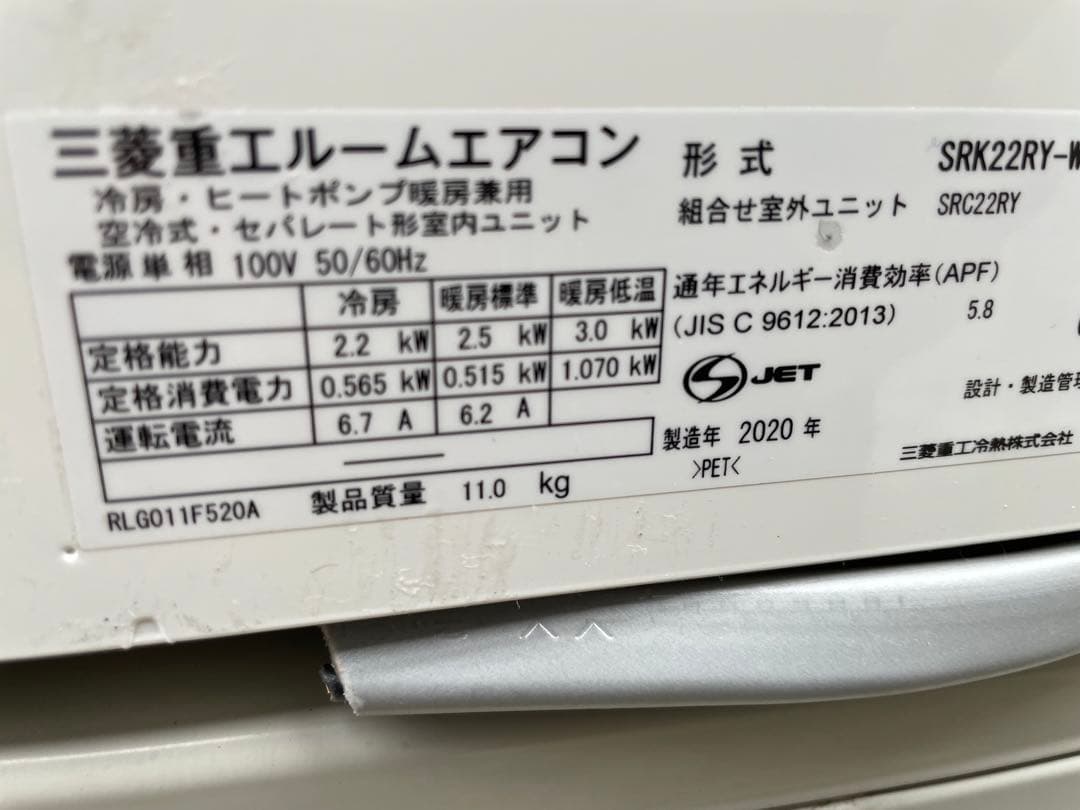 三菱重工ルームエアコン
冷房・ヒートポンプ暖房兼用
空冷式・セパレート形室内ユニット
電源単相 100V 50/60Hz
冷房 暖房標準 暖房低温
定格能力 2.2 kW 2.5 kW 3.0 kW
定格消費電力 0.565 kW 0.515 kW 1.070 kW
運転電流 6.7 A 6.2 A
RLG011F520A 製品質量 11.0 kg
形式 SRK22RY-W
組合せ室外ユニット SRC22RY
通年エネルギー消費効率(APF)
(JIS C 9612:2013) 5.8
JET
設計・製造管理
製造年 2020 年
>PET<
三菱重工冷熱株式会社